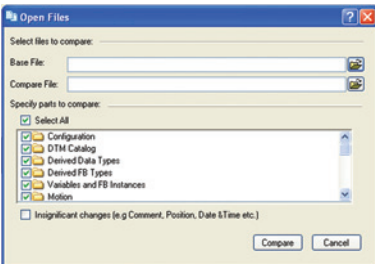 Open Files
Select files to compare:
Base File:
Compare File:
Specify parts to compare:
Select All
Configuration
DTM Catalog
Derived Data Types
Derived FB Types
Variables and FB Instances
Motion
Insignificant changes (e.g Comment, Position, Date &Time etc.)
Compare Cancel